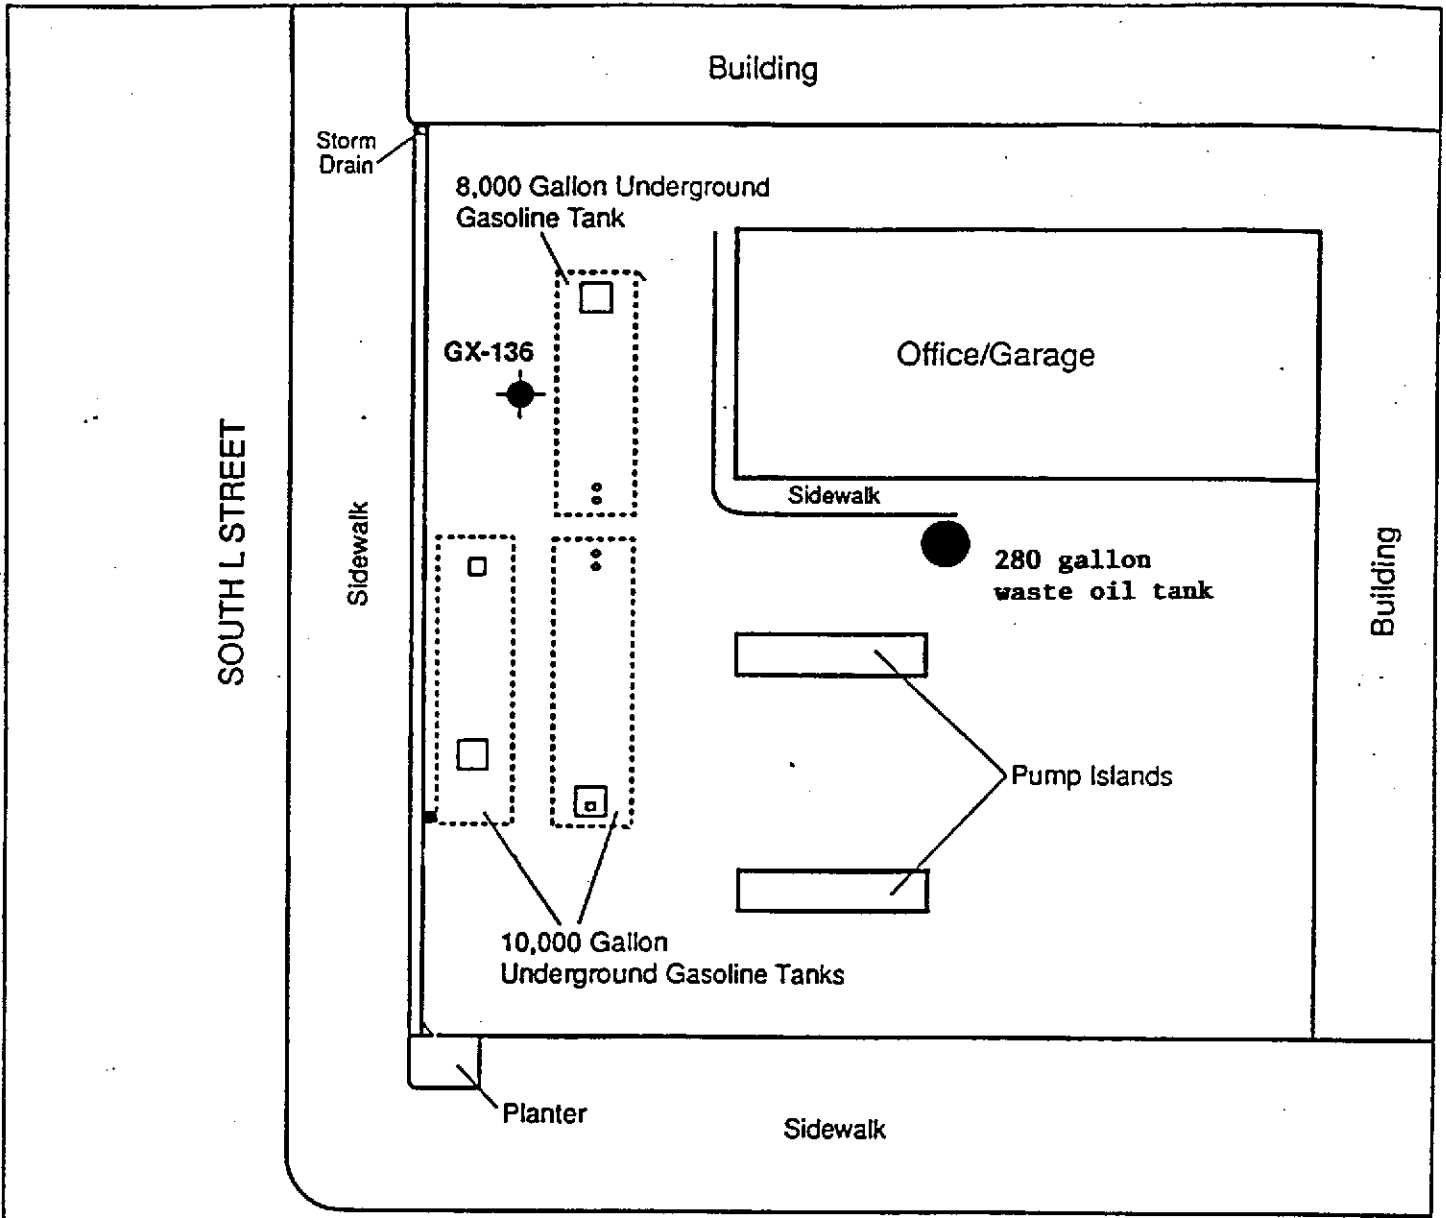 Building
Storm
Drain
8,000 Gallon Underground
Gasoline Tank
GX-136
Office/Garage
SOUTH L STREET
Sidewalk
Sidewalk
280 gallon
waste oil tank
Building
Pump Islands
10,000 Gallon
Underground Gasoline Tanks
Planter
Sidewalk